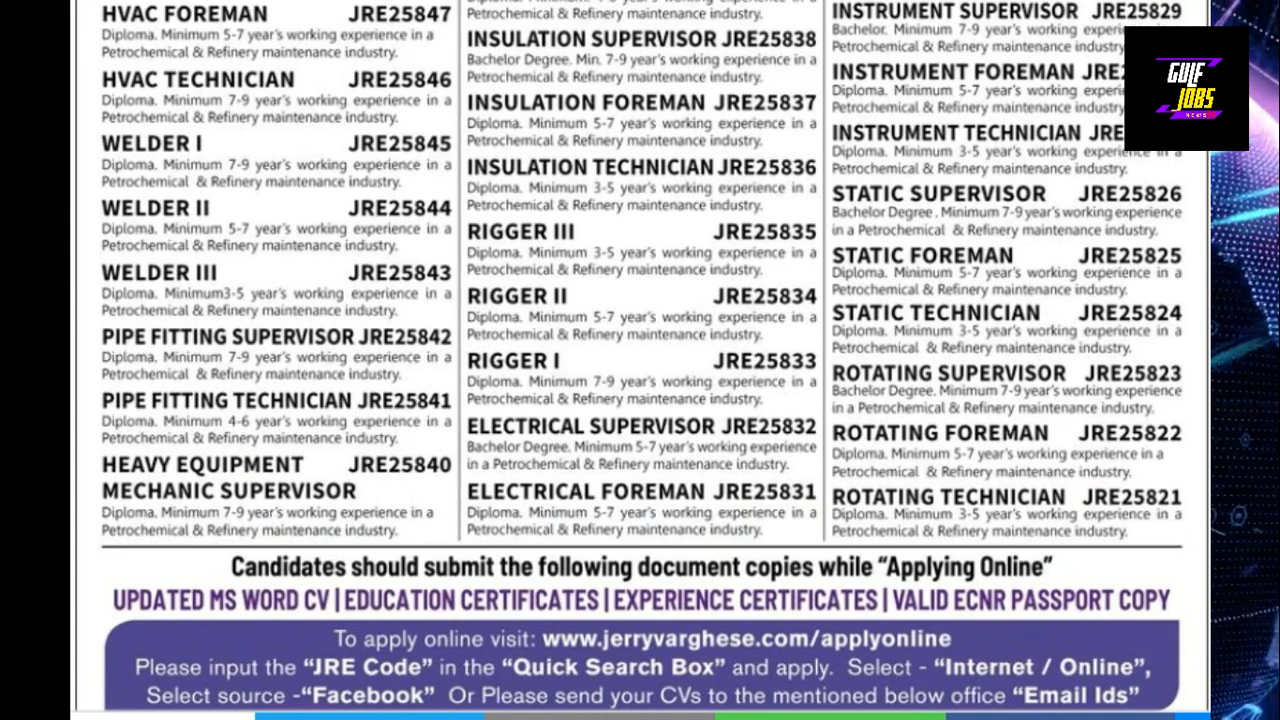 HVAC FOREMAN JRE25847
Diploma. Minimum 5-7 year's working experience in a
Petrochemical & Refinery maintenance industry.
HVAC TECHNICIAN JRE25846
Diploma. Minimum 7-9 year's working experience in a
Petrochemical & Refinery maintenance industry.
WELDER I JRE25845
Diploma. Minimum 7-9 year's working experience in a
Petrochemical & Refinery maintenance industry.
WELDER II JRE25844
Diploma. Minimum 5-7 year's working experience in a
Petrochemical & Refinery maintenance industry.
WELDER III JRE25843
Diploma. Minimum3-5 year's working experience in a
Petrochemical & Refinery maintenance industry.
PIPE FITTING SUPERVISOR JRE25842
Diploma. Minimum 7-9 year's working experience in a
Petrochemical & Refinery maintenance industry.
PIPE FITTING TECHNICIAN JRE25841
Diploma. Minimum 4-6 year's working experience in a
Petrochemical & Refinery maintenance industry.
HEAVY EQUIPMENT JRE25840
MECHANIC SUPERVISOR
Diploma. Minimum 7-9 year's working experience in a
Petrochemical & Refinery maintenance industry.
Petrochemical & Refinery maintenance industry.
INSULATION SUPERVISOR JRE25838
Bachelor Degree. Min. 7-9 year's working experience in a
Petrochemical & Refinery maintenance industry.
INSULATION FOREMAN JRE25837
Diploma. Minimum 5-7 year's working experience in a
Petrochemical & Refinery maintenance industry.
INSULATION TECHNICIAN JRE25836
Diploma. Minimum 3-5 year's working experience in a
Petrochemical & Refinery maintenance industry.
RIGGER III JRE25835
Diploma. Minimum 3-5 year's working experience in a
Petrochemical & Refinery maintenance industry.
RIGGER II JRE25834
Diploma. Minimum 5-7 year's working experience in a
Petrochemical & Refinery maintenance industry.
RIGGER I JRE25833
Diploma. Minimum 7-9 year's working experience in a
Petrochemical & Refinery maintenance industry.
ELECTRICAL SUPERVISOR JRE25832
Bachelor Degree. Minimum 5-7 year's working experience
in a Petrochemical & Refinery maintenance industry.
ELECTRICAL FOREMAN JRE25831
Diploma. Minimum 5-7 year's working experience in a
Petrochemical & Refinery maintenance industry.
INSTRUMENT SUPERVISOR JRE25829
Bachelor. Minimum 7-9 year's working
Petrochemical & Refinery maintenance industry
INSTRUMENT FOREMAN JRE2
Diploma. Minimum 5-7 year's working
Petrochemical & Refinery maintenance industry
INSTRUMENT TECHNICIAN JRE
Diploma. Minimum 3-5 year's working experience in a
Petrochemical & Refinery maintenance industry.
STATIC SUPERVISOR JRE25826
Bachelor Degree . Minimum 7-9 year's working experience
in a Petrochemical & Refinery maintenance industry.
STATIC FOREMAN JRE25825
Diploma. Minimum 5-7 year's working experience in a
Petrochemical & Refinery maintenance industry.
STATIC TECHNICIAN JRE25824
Diploma. Minimum 3-5 year's working experience in a
Petrochemical & Refinery maintenance industry.
ROTATING SUPERVISOR JRE25823
Bachelor Degree. Minimum 7-9 year's working experience
in a Petrochemical & Refinery maintenance industry.
ROTATING FOREMAN JRE25822
Diploma. Minimum 5-7 year's working experience in a
Petrochemical & Refinery maintenance industry.
ROTATING TECHNICIAN JRE25821
Diploma. Minimum 3-5 year's working experience in a
Petrochemical & Refinery maintenance industry.
GULF
JOBS
NEWS
Candidates should submit the following document copies while “Applying Online”
UPDATED MS WORD CV | EDUCATION CERTIFICATES | EXPERIENCE CERTIFICATES | VALID ECNR PASSPORT COPY
To apply online visit: www.jerryvarghese.com/applyonline
Please input the “JRE Code” in the “Quick Search Box” and apply. Select - “Internet / Online”,
Select source -“Facebook” Or Please send your CVs to the mentioned below office “Email Ids”